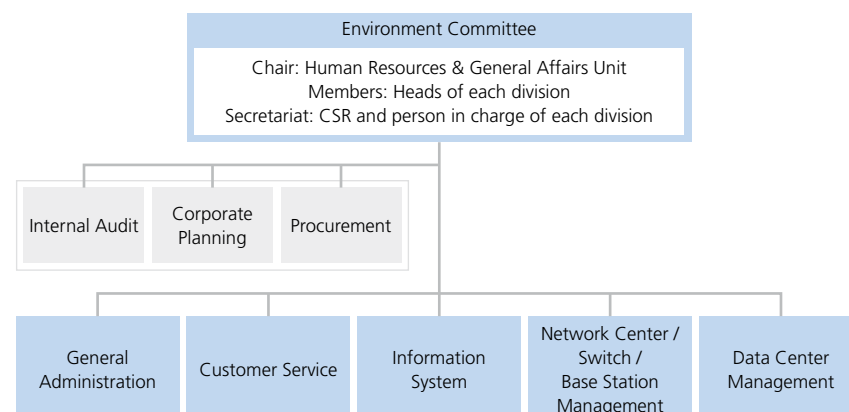 Environment Committee
Chair: Human Resources & General Affairs Unit
Members: Heads of each division
Secretariat: CSR and person in charge of each division
Internal Audit
Corporate
Planning
Procurement
General
Administration
Customer Service
Information
System
Network Center /
Switch /
Base Station
Management
Data Center
Management